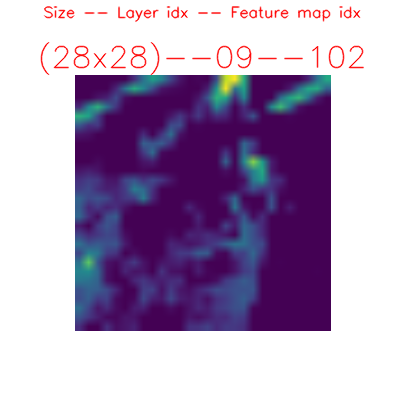 Size -- Layer idx -- Feature map idx
(28x28)--09--102